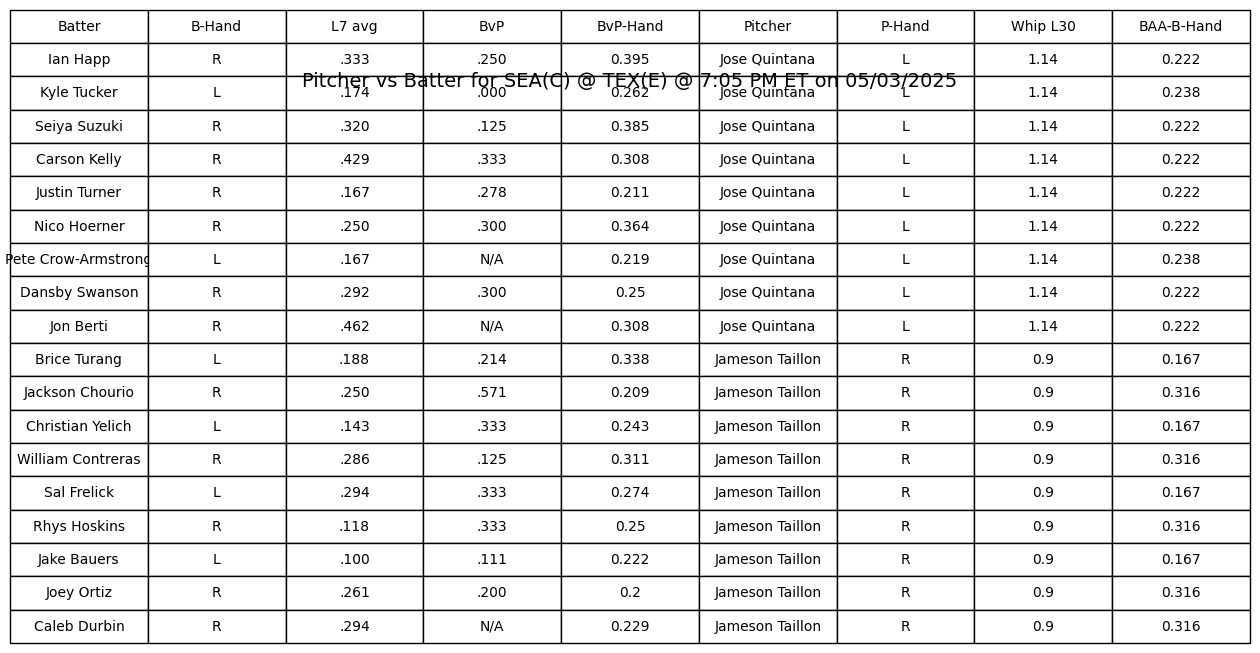 Batter B-Hand L7 avg BvP BvP-Hand Pitcher P-Hand Whip L30 BAA-B-Hand
Ian Happ R .333 .250 0.395 Jose Quintana L 1.14 0.222
Pitcher vs Batter for SEA(C) @ TEX(E) @ 7:05 PM ET on 05/03/2025
Kyle Tucker L .174 .000 0.262 Jose Quintana L 1.14 0.238
Seiya Suzuki R .320 .125 0.385 Jose Quintana L 1.14 0.222
Carson Kelly R .429 .333 0.308 Jose Quintana L 1.14 0.222
Justin Turner R .167 .278 0.211 Jose Quintana L 1.14 0.222
Nico Hoerner R .250 .300 0.364 Jose Quintana L 1.14 0.222
Pete Crow-Armstrong L .167 N/A 0.219 Jose Quintana L 1.14 0.238
Dansby Swanson R .292 .300 0.25 Jose Quintana L 1.14 0.222
Jon Berti R .462 N/A 0.308 Jose Quintana L 1.14 0.222
Brice Turang L .188 .214 0.338 Jameson Taillon R 0.9 0.167
Jackson Chourio R .250 .571 0.209 Jameson Taillon R 0.9 0.316
Christian Yelich L .143 .333 0.243 Jameson Taillon R 0.9 0.167
William Contreras R .286 .125 0.311 Jameson Taillon R 0.9 0.316
Sal Frelick L .294 .333 0.274 Jameson Taillon R 0.9 0.167
Rhys Hoskins R .118 .333 0.25 Jameson Taillon R 0.9 0.316
Jake Bauers L .100 .111 0.222 Jameson Taillon R 0.9 0.167
Joey Ortiz R .261 .200 0.2 Jameson Taillon R 0.9 0.316
Caleb Durbin R .294 N/A 0.229 Jameson Taillon R 0.9 0.316